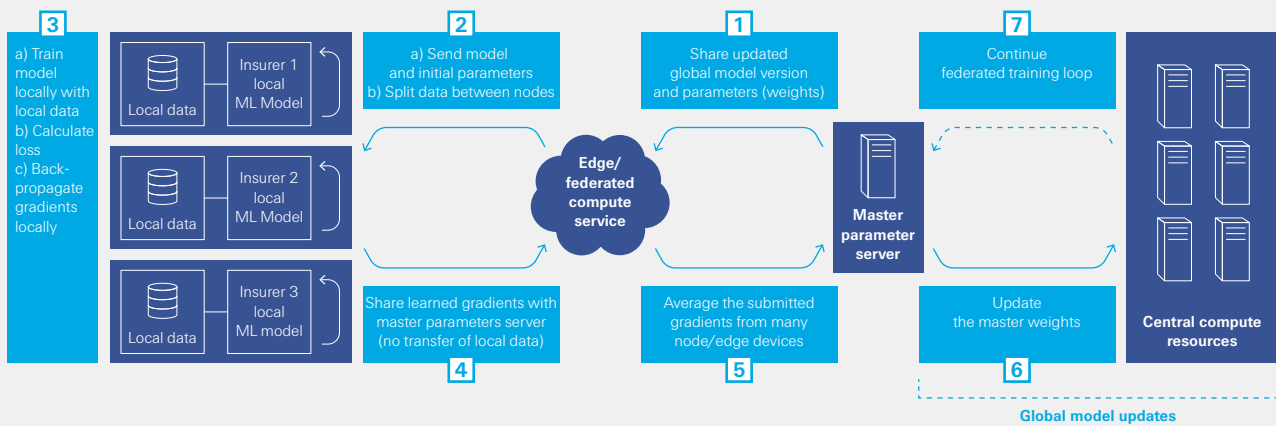 3
a) Train
model
locally with
local data
b) Calculate
loss
c) Back-
propagate
gradients
locally
Local data
Insurer 1
local
ML Model
Local data
Insurer 2
local
ML Model
Local data
Insurer 3
local
ML model
2
a) Send model
and initial parameters
b) Split data between nodes
1
Share updated
global model version
and parameters (weights)
7
Continue
federated training loop
Edge/
federated
compute
service
Master
parameter
server
Share learned gradients with
master parameters server
(no transfer of local data)
4
Average the submitted
gradients from many
node/edge devices
5
Update
the master weights
6
Central compute
resources
Global model updates